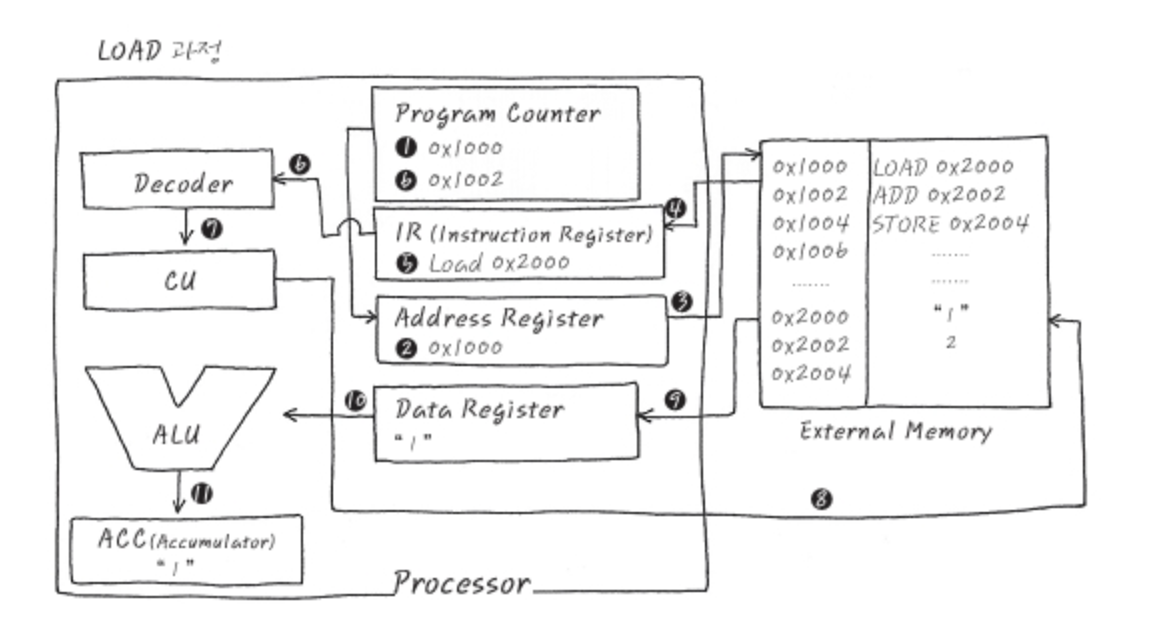 LOAD 과정
Program Counter
❶ 0x1000
❻ 0x1002
❻
Decoder
❼
CU
IR (Instruction Register)
❺ Load 0x2000
❹
Address Register
❷ 0x1000
❸
0x1000 LOAD 0x2000
0x1002 ADD 0x2002
0x1004 STORE 0x2004
0x1006 .......
....... .......
0x2000 "1"
0x2002 2
0x2004
External Memory
ALU
❿
Data Register
"1"
❾
⓫
❽
ACC (Accumulator)
"1"
Processor